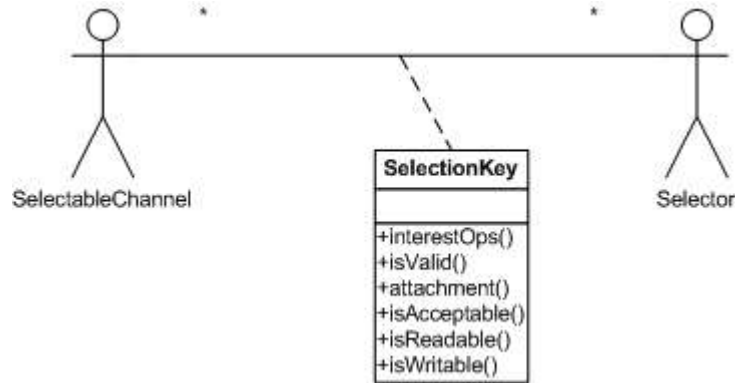 * *
SelectableChannel
SelectionKey
Selector
+interestOps()
+isValid()
+attachment()
+isAcceptable()
+isReadable()
+isWritable()